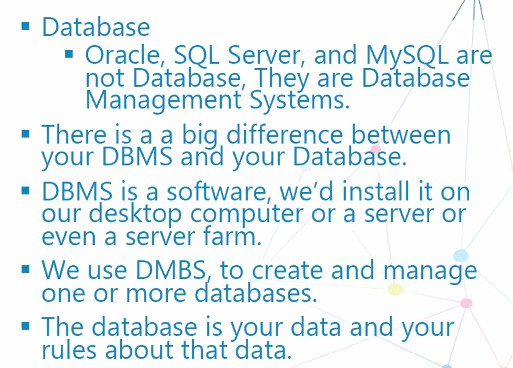 ▪ Database
▪ Oracle, SQL Server, and MySQL are
not Database, They are Database
Management Systems.
▪ There is a a big difference between
your DBMS and your Database.
▪ DBMS is a software, we'd install it on
our desktop computer or a server or
even a server farm.
▪ We use DMBS, to create and manage
one or more databases.
▪ The database is your data and your
rules about that data.